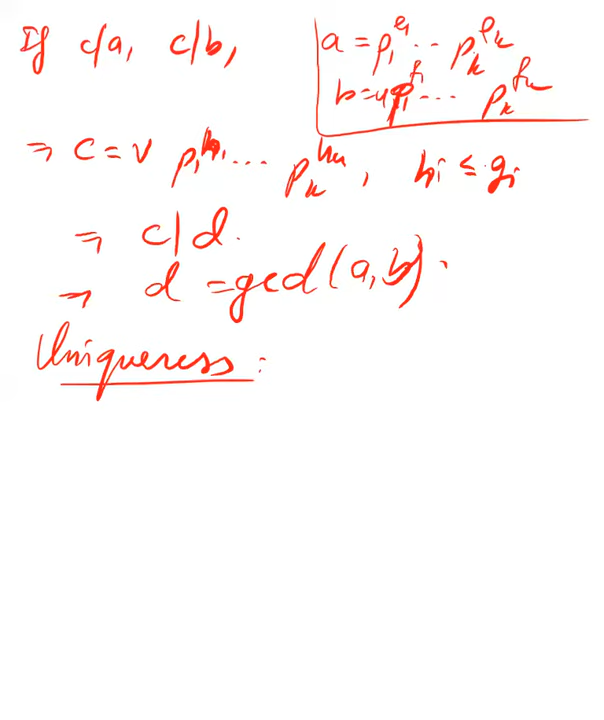 If c/a, c/b,
a = p₁^e₁ ... pₖ^eₖ
b = u p₁^f₁ ... pₖ^fₖ
⇒ c = v p₁^h₁ ... pₖ^hₖ, hᵢ ≤ gᵢ
⇒ c/d.
⇒ d = gcd(a,b).
Uniqueness: